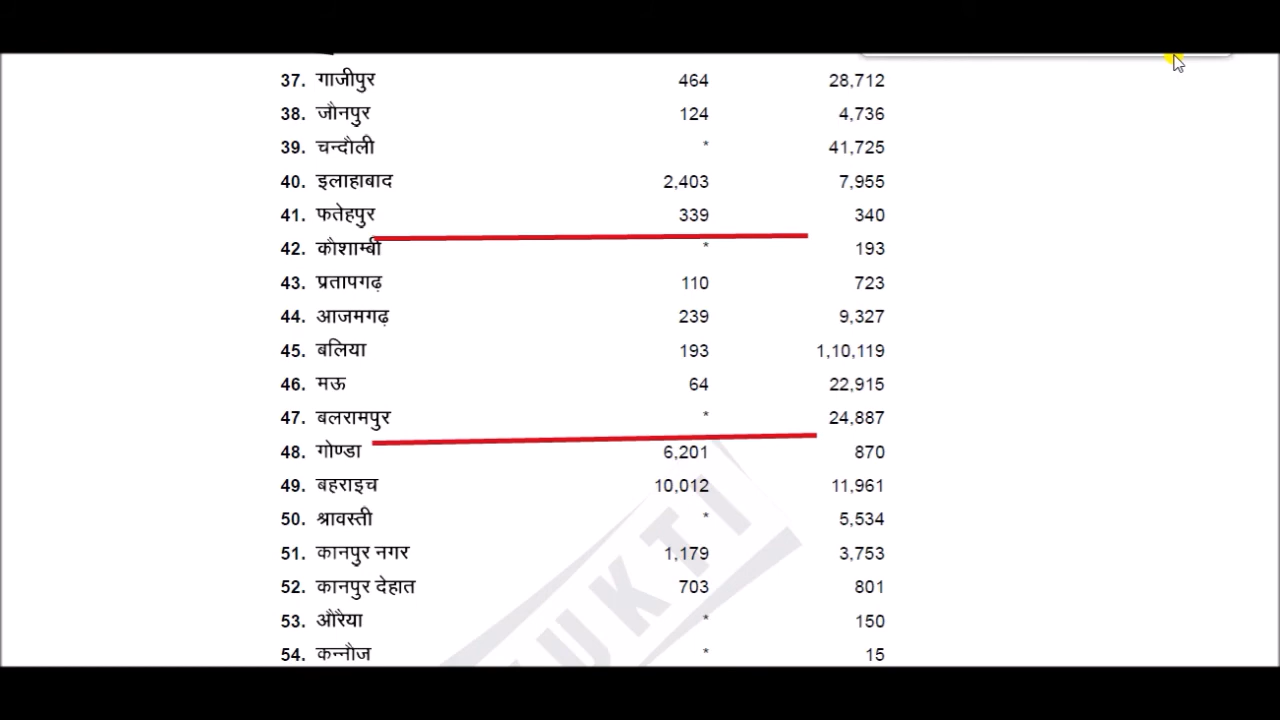 37. गाजीपुर 464 28,712
38. जौनपुर 124 4,736
39. चन्दौली * 41,725
40. इलाहाबाद 2,403 7,955
41. फतेहपुर 339 340
42. कौशाम्बी * 193
43. प्रतापगढ़ 110 723
44. आजमगढ़ 239 9,327
45. बलिया 193 1,10,119
46. मऊ 64 22,915
47. बलरामपुर * 24,887
48. गोण्डा 6,201 870
49. बहराइच 10,012 11,961
50. श्रावस्ती * 5,534
51. कानपुर नगर 1,179 3,753
52. कानपुर देहात 703 801
53. औरैया * 150
54. कन्नौज * 15
UKTI